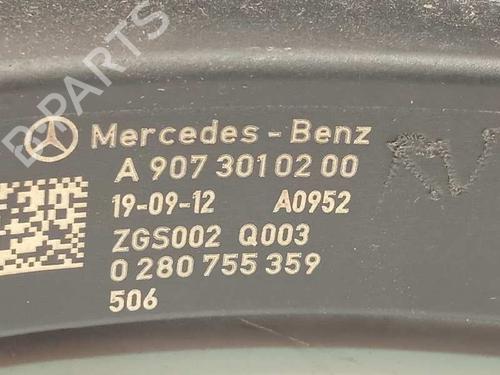 B-PARTS
Mercedes-Benz
A 907 301 02 00
19-09-12 A0952
ZGS002 Q003
0 280 755 359
506